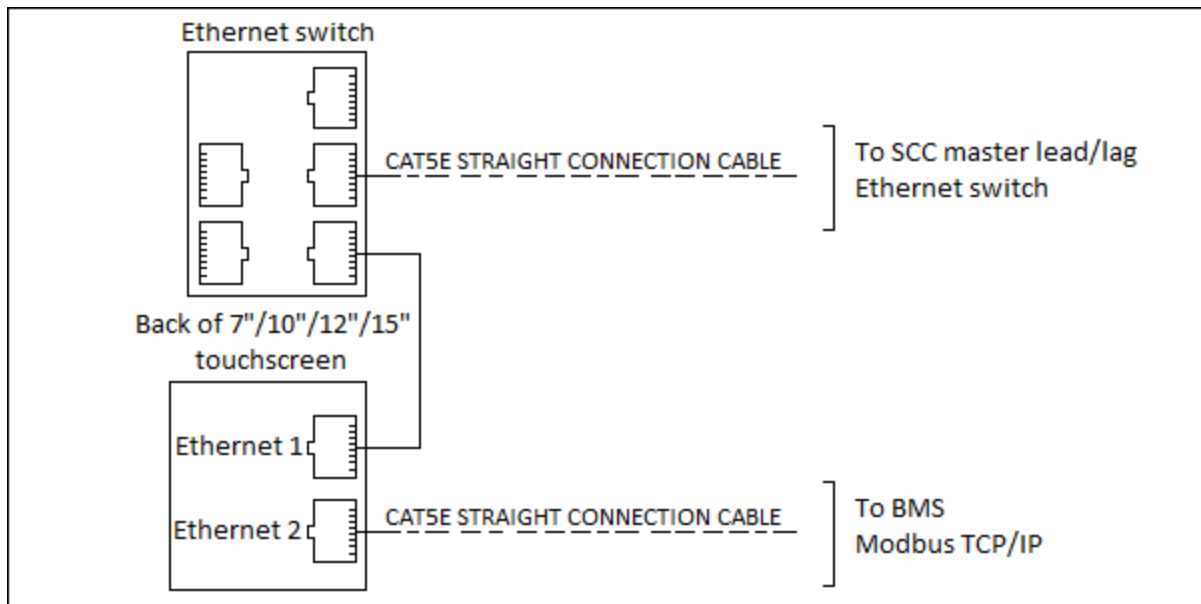 Ethernet switch
CAT5E STRAIGHT CONNECTION CABLE
To SCC master lead/lag
Ethernet switch
Back of 7"/10"/12"/15"
touchscreen
Ethernet 1
Ethernet 2
CAT5E STRAIGHT CONNECTION CABLE
To BMS
Modbus TCP/IP